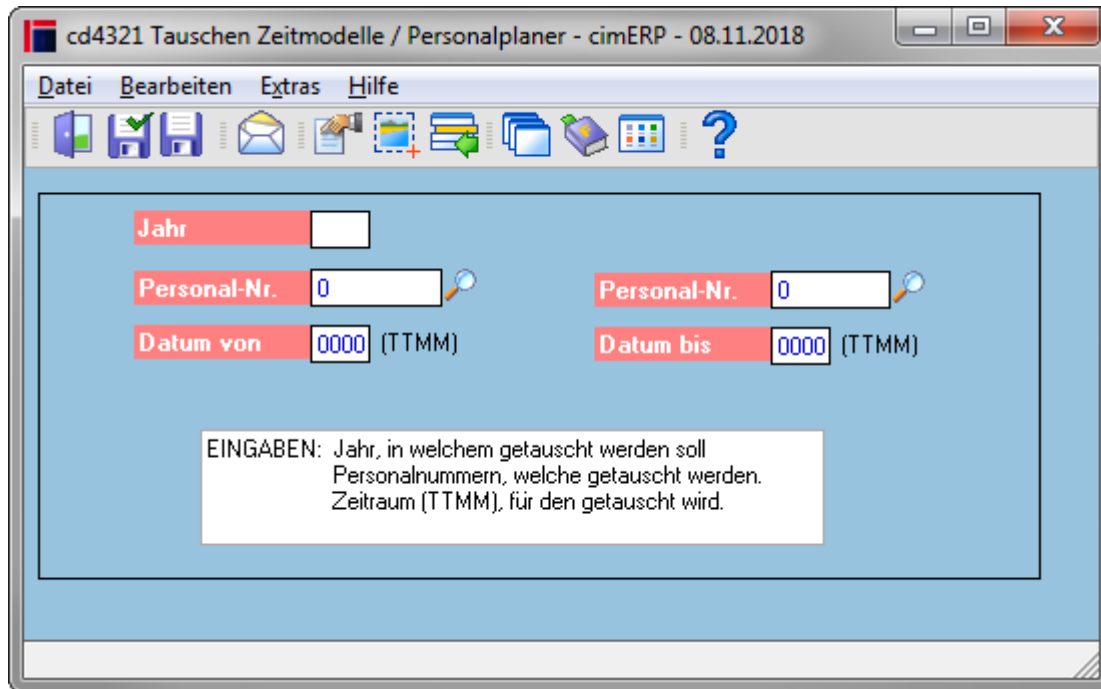 cd4321 Tauschen Zeitmodelle / Personalplaner - cimERP - 08.11.2018
Datei Bearbeiten Extras Hilfe
Jahr
Personal-Nr. 0 Personal-Nr. 0
Datum von 0000 (TTMM) Datum bis 0000 (TTMM)
EINGABEN: Jahr, in welchem getauscht werden soll
Personalnummern, welche getauscht werden.
Zeitraum (TTMM), für den getauscht wird.